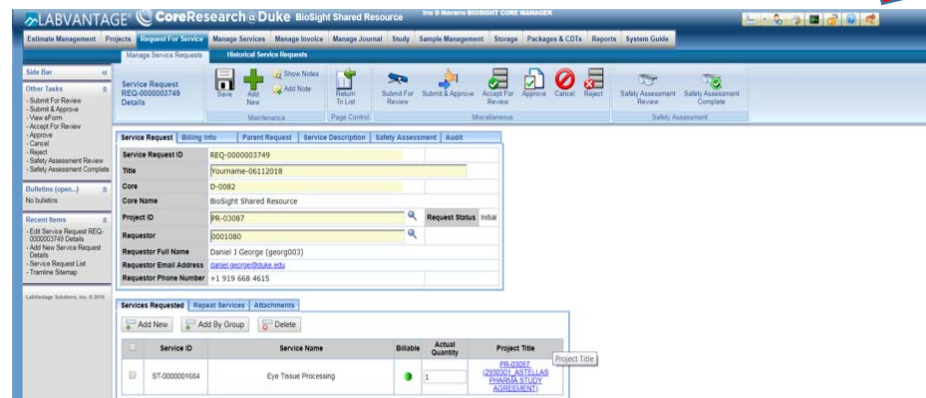 LABVANTAGE CoreResearch@Duke BioSight Shared Resource Iris D Navarro BIOSIGHT CORE MANAGER
Estimate Management Projects Request For Service Manage Services Manage Invoice Manage Journal Study Sample Management Storage Packages & CDTs Reports System Guide
Manage Service Requests Historical Service Requests
Side Bar
Other Tasks
- Submit For Review
- Submit & Approve
- View eForm
- Accept For Review
- Approve
- Cancel
- Reject
- Safety Assessment Review
- Safety Assessment Complete
Bulletins (open...)
No bulletins
Recent Items
- Edit Service Request REQ-
0000003749 Details
- Add New Service Request
Details
- Service Request List
- Tramline Sitemap
LabVantage Solutions, Inc. © 2010
Service Request
REQ-0000003749
Details
Save
Add
New
Show Notes
Add Note
Maintenance
Return
To List
Page Control
Submit For
Review
Submit & Approve
Accept For
Review
Approve
Cancel
Reject
Miscellaneous
Safety Assessment
Review
Safety Assessment
Complete
Safety Assessment
Service Request Billing Info Parent Request Service Description Safety Assessment Audit
Service Request ID REQ-0000003749
Title Yourname-06112018
Core D-0082
Core Name BioSight Shared Resource
Project ID PR-03087 Request Status Initial
Requestor 0001080
Requestor Full Name Daniel J George (georg003)
Requestor Email Address daniel.george@duke.edu
Requestor Phone Number +1 919 668 4615
Services Requested Repeat Services Attachments
Add New Add By Group Delete
Service ID Service Name Billable Actual Quantity Project Title
Project Title
ST-0000001684 Eye Tissue Processing 1
PR-03087
(2930301_ASTELLAS
PHARMA STUDY
AGREEMENT)